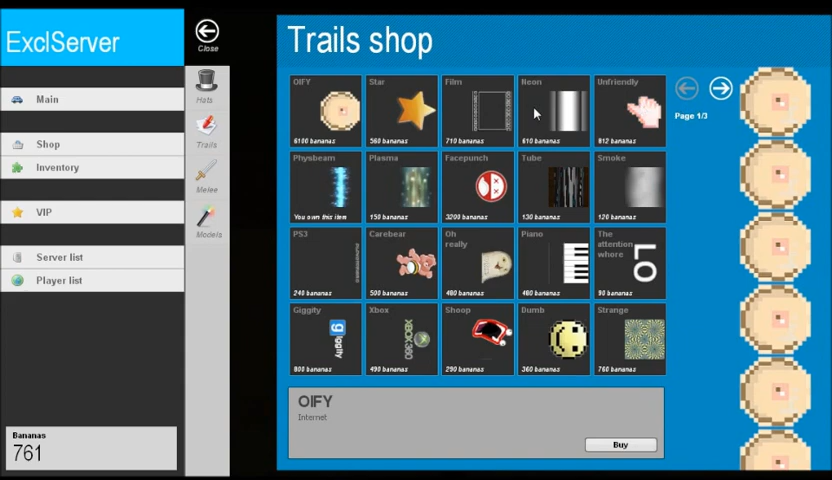 ExclServer
Close
Trails shop
Main
Shop
Inventory
VIP
Server list
Player list
Bananas
761
Hats
Trails
Melee
Models
OIFY
6100 bananas
Star
560 bananas
Film
710 bananas
Neon
610 bananas
Unfriendly
812 bananas
Page 1/3
Physbeam
You own this item
Plasma
150 bananas
Facepunch
3200 bananas
Tube
130 bananas
Smoke
120 bananas
PS3
240 bananas
Carebear
500 bananas
Oh
really
480 bananas
Piano
480 bananas
The
attention
whore
LO
90 bananas
Giggity
g
giggity
800 bananas
Xbox
XBOX360
490 bananas
Shoop
290 bananas
Dumb
360 bananas
Strange
760 bananas
OIFY
Internet
Buy